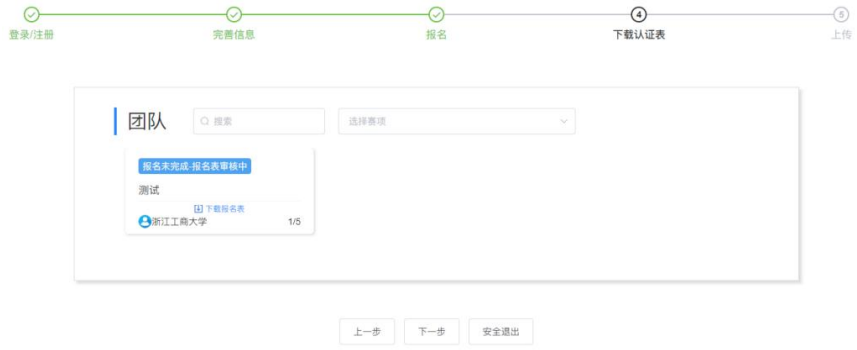 4
5
登录/注册
完善信息
报名
下载认证表
上传
团队
搜索
选择赛项
报名未完成-报名表审核中
测试
下载报名表
浙江工商大学
1/5
上一步
下一步
安全退出